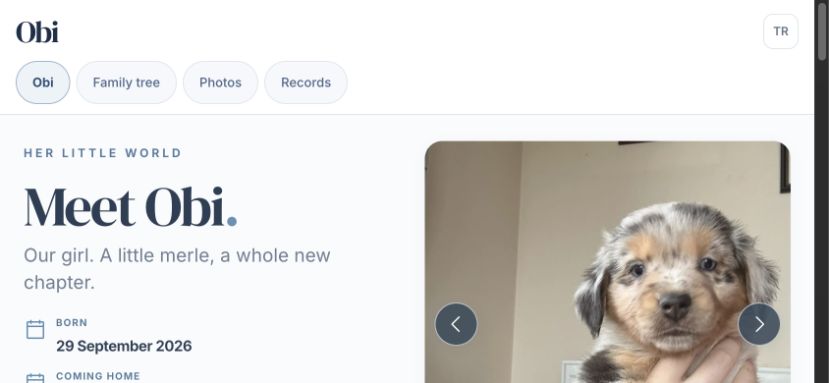 Obi
TR
Obi
Family tree
Photos
Records
HER LITTLE WORLD
Meet Obi.
Our girl. A little merle, a whole new
chapter.
BORN
29 September 2026
COMING HOME